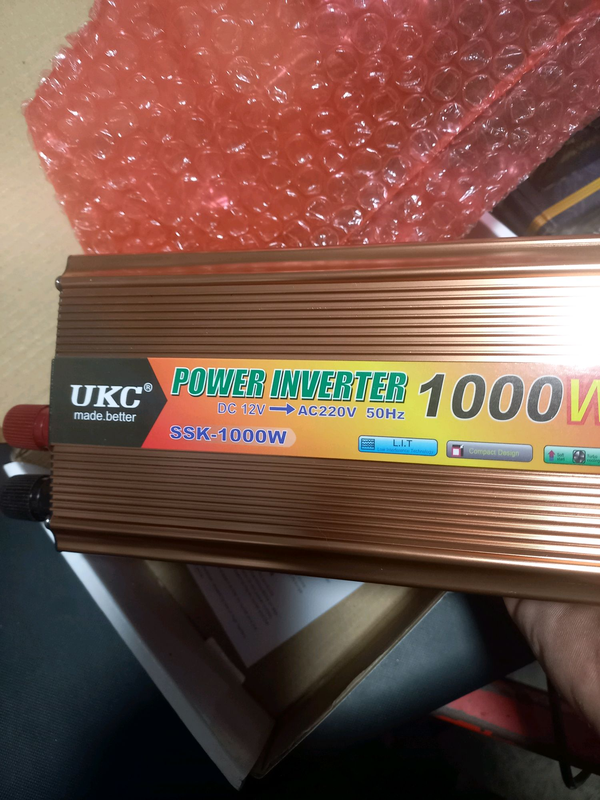 UKC®
made.better
POWER INVERTER
1000W
DC 12V → AC220V 50Hz
SSK-1000W
L.I.T
Compact Design